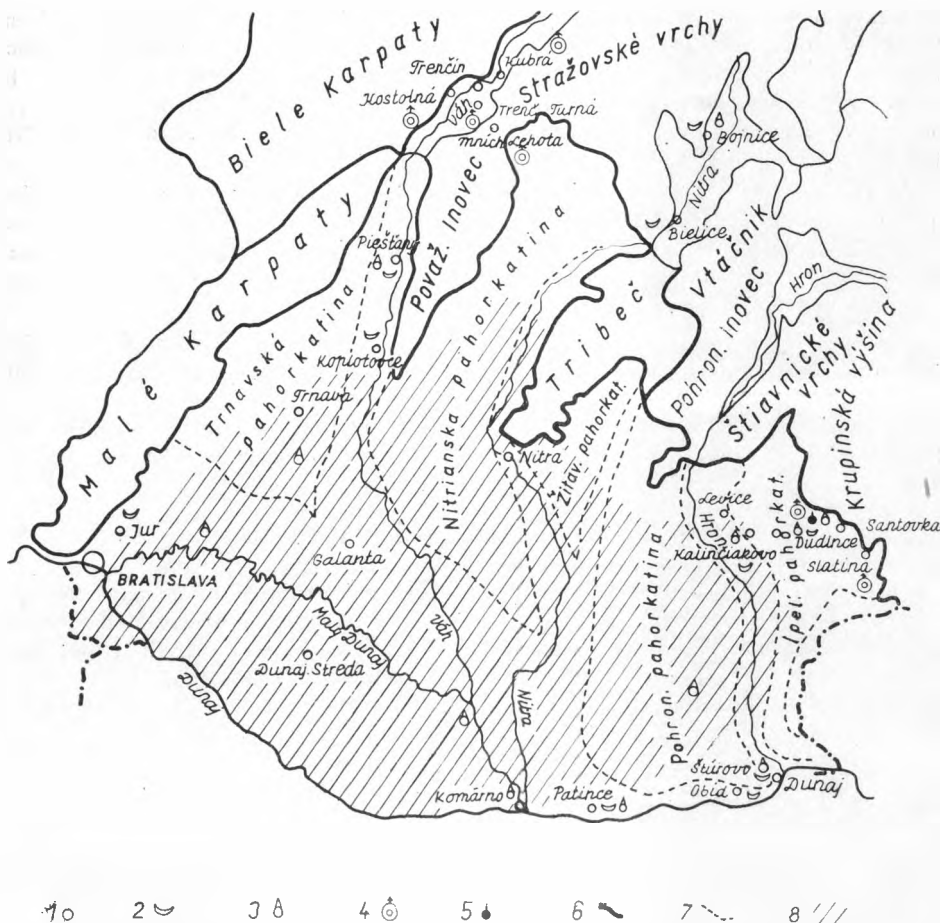 Biele Karpaty
Strážovské vrchy
Kubrá
Trenčín
Kostolná
Váh
Trenč. Turná
Mních. Lehota
Bojnice
Nitra
Bielice
Vtáčnik
Považ. Inovec
Piešťany
Malé Karpaty
Trnavská pahorkatina
Nitrianska pahorkatina
Tribeč
Pohron. inovec
Hron
Štiavnické vrchy
Krupinská výšina
Koplotovce
Trnava
Nitra
Žitav. pahorkat.
Levice
Hron
Kalinčiakovo
Ipeľ. pahorkat.
Santovka
Dudince
Slatina
Jur
BRATISLAVA
Galanta
Malý Dunaj
Váh
Dunaj. Streda
Dunaj
Nitra
Pohron. pahorkatina
Štúrovo
Obid
Dunaj
Komárno
Patince
1 2 3 4 5 6 7 8